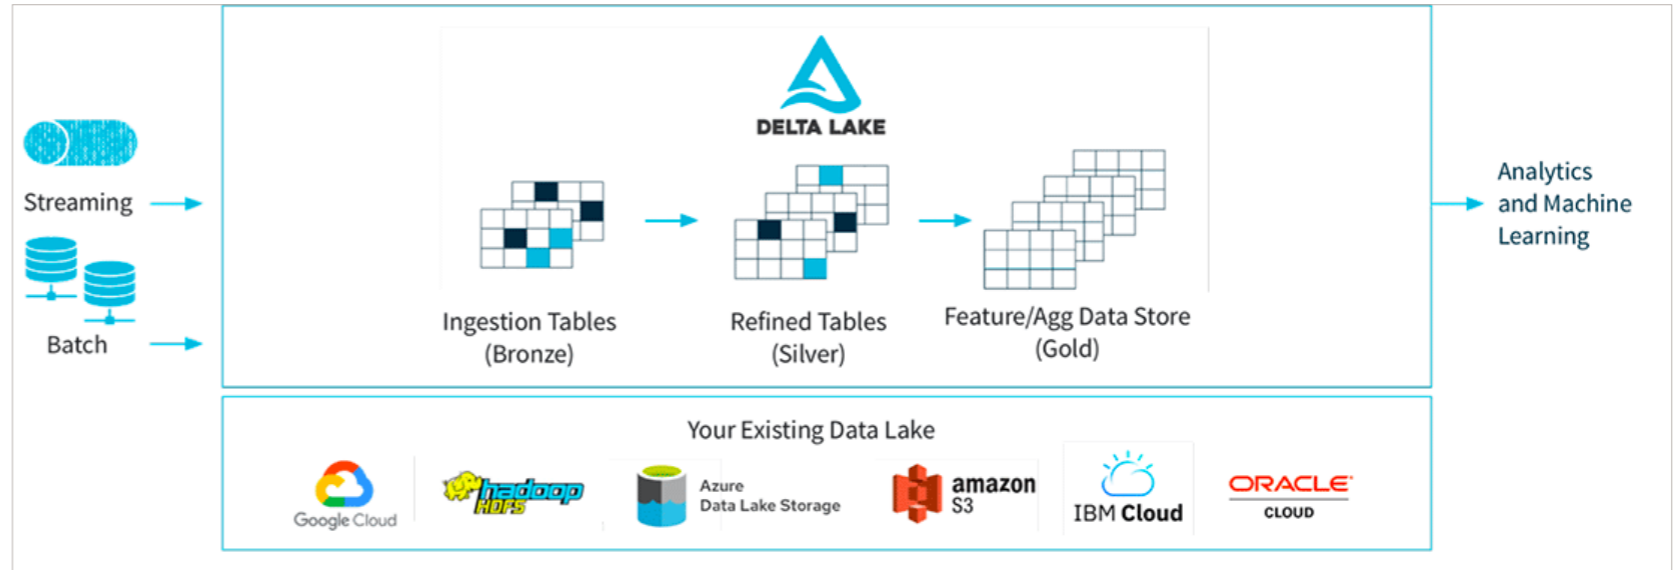 DELTA LAKE
Streaming
Batch
Ingestion Tables
(Bronze)
Refined Tables
(Silver)
Feature/Agg Data Store
(Gold)
Analytics
and Machine
Learning
Your Existing Data Lake
Google Cloud
hadoop
HDFS
Azure
Data Lake Storage
amazon
S3
IBM Cloud
ORACLE
CLOUD